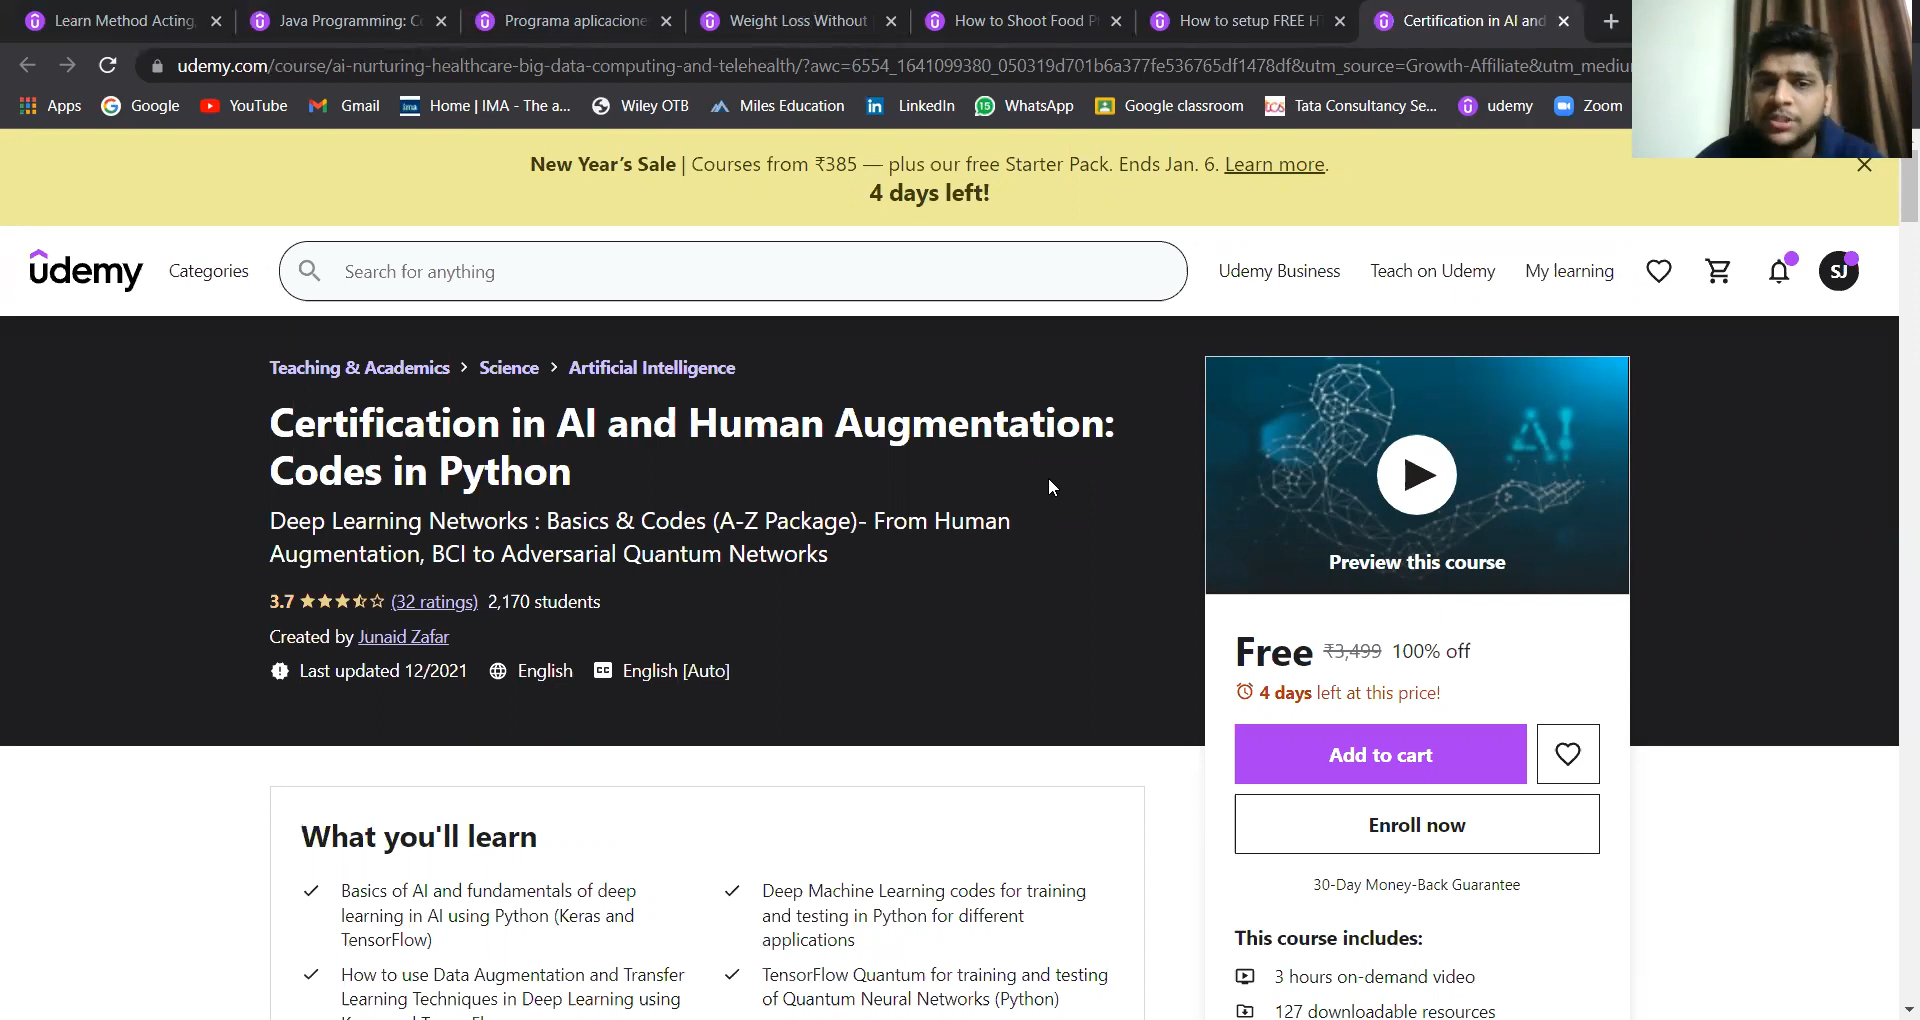 Learn Method Acting
Java Programming: Co
Programa aplicacione
Weight Loss Without
How to Shoot Food P
How to setup FREE H
Certification in AI and
udemy.com/course/ai-nurturing-healthcare-big-data-computing-and-telehealth/?awc=6554_1641099380_050319d701b6a377fe536765df1478df&utm_source=Growth-Affiliate&utm_mediu
Apps
Google
YouTube
Gmail
ima
Home | IMA - The a...
Wiley OTB
Miles Education
in
LinkedIn
15
WhatsApp
Google classroom
tcs
Tata Consultancy Se...
udemy
Zoom
New Year's Sale | Courses from ₹385 — plus our free Starter Pack. Ends Jan. 6. Learn more.
4 days left!
udemy
Categories
Search for anything
Udemy Business
Teach on Udemy
My learning
SJ
Teaching & Academics > Science > Artificial Intelligence
Certification in AI and Human Augmentation:
Codes in Python
Deep Learning Networks : Basics & Codes (A-Z Package)- From Human
Augmentation, BCI to Adversarial Quantum Networks
3.7 (32 ratings) 2,170 students
Created by Junaid Zafar
Last updated 12/2021
English
CC English [Auto]
AI
Preview this course
Free ₹3,499 100% off
4 days left at this price!
Add to cart
Enroll now
30-Day Money-Back Guarantee
This course includes:
3 hours on-demand video
127 downloadable resources
What you'll learn
Basics of AI and fundamentals of deep
learning in AI using Python (Keras and
TensorFlow)
How to use Data Augmentation and Transfer
Learning Techniques in Deep Learning using
Deep Machine Learning codes for training
and testing in Python for different
applications
TensorFlow Quantum for training and testing
of Quantum Neural Networks (Python)